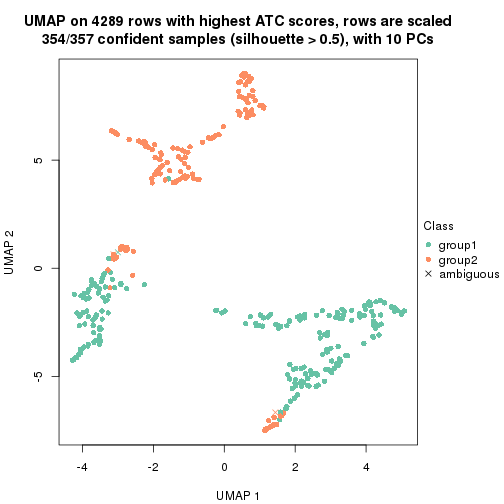 UMAP on 4289 rows with highest ATC scores, rows are scaled
354/357 confident samples (silhouette > 0.5), with 10 PCs
5
0
-5
UMAP 2
-4
-2
0
2
4
UMAP 1
Class
group1
group2
ambiguous